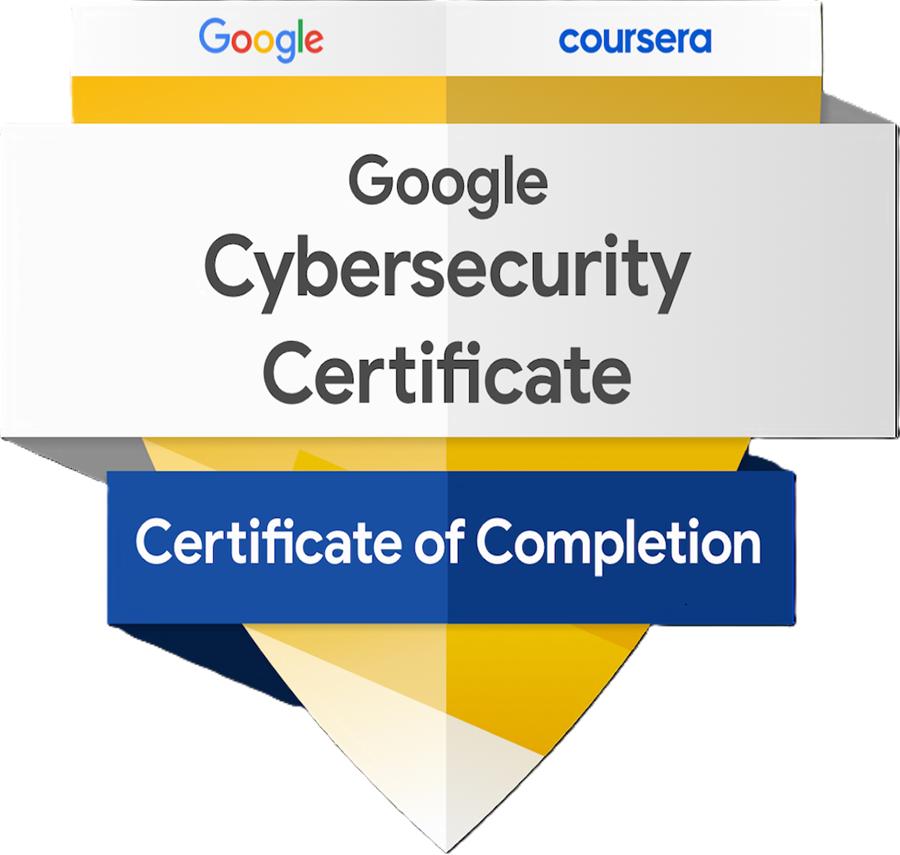 Google coursera
Google
Cybersecurity
Certificate
Certificate of Completion